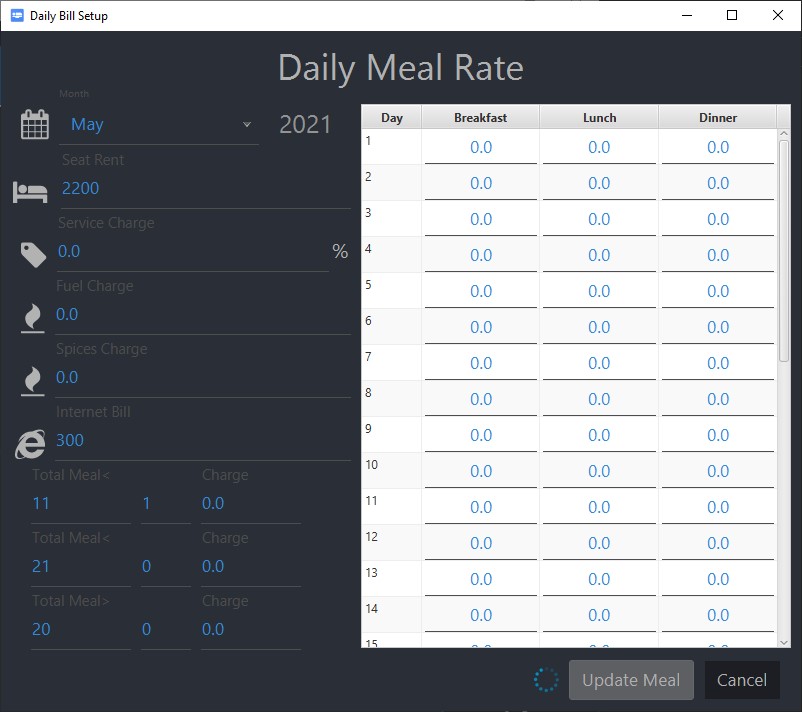 Daily Bill Setup
Daily Meal Rate
Month
May 2021
Seat Rent
2200
Service Charge
0.0 %
Fuel Charge
0.0
Spices Charge
0.0
Internet Bill
300
Total Meal< Charge
11 1 0.0
Total Meal< Charge
21 0 0.0
Total Meal> Charge
20 0 0.0
Day Breakfast Lunch Dinner
1 0.0 0.0 0.0
2 0.0 0.0 0.0
3 0.0 0.0 0.0
4 0.0 0.0 0.0
5 0.0 0.0 0.0
6 0.0 0.0 0.0
7 0.0 0.0 0.0
8 0.0 0.0 0.0
9 0.0 0.0 0.0
10 0.0 0.0 0.0
11 0.0 0.0 0.0
12 0.0 0.0 0.0
13 0.0 0.0 0.0
14 0.0 0.0 0.0
15 0.0 0.0 0.0
Update Meal Cancel